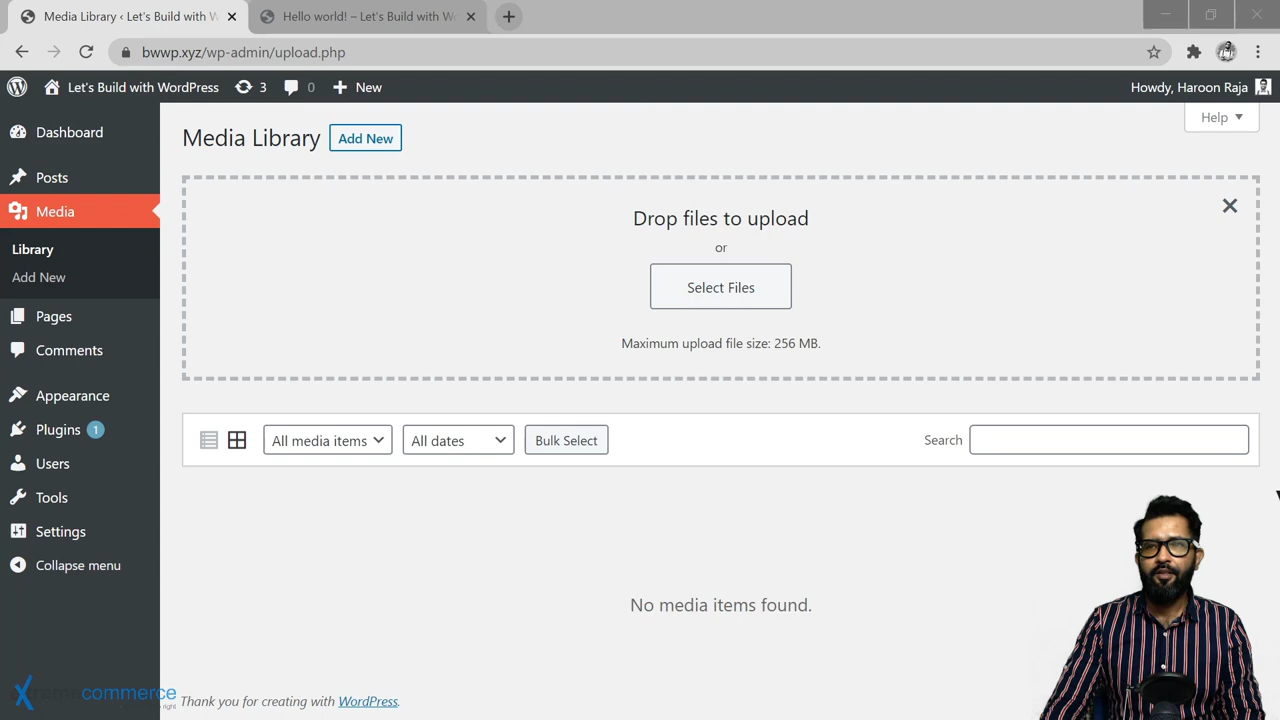 Media Library ‹ Let's Build with W
Hello world! – Let's Build with Wo
bwwp.xyz/wp-admin/upload.php
Let's Build with WordPress 3 0 New
Howdy, Haroon Raja
Dashboard
Posts
Media
Library
Add New
Pages
Comments
Appearance
Plugins 1
Users
Tools
Settings
Collapse menu
Media Library Add New
Help
Drop files to upload
or
Select Files
Maximum upload file size: 256 MB.
All media items All dates Bulk Select
Search
No media items found.
Thank you for creating with WordPress.
commerce
right